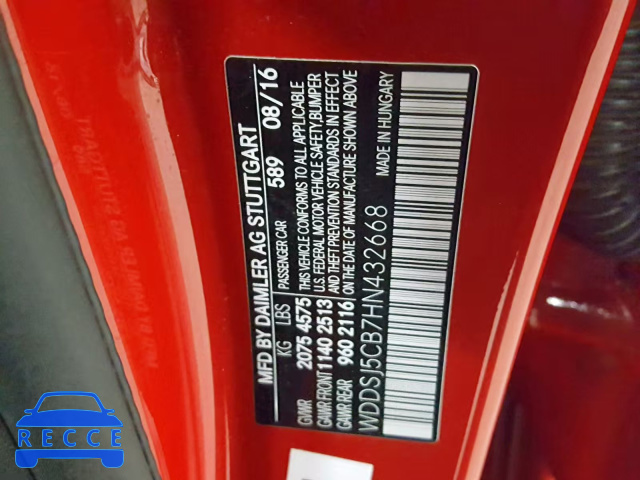 MFD BY DAIMLER AG STUTTGART
PASSENGER CAR 589 08/16
KG LBS
GVWR 2075 4575
GAWR FRONT 1140 2513
GAWR REAR 960 2116
THIS VEHICLE CONFORMS TO ALL APPLICABLE
U.S. FEDERAL MOTOR VEHICLE SAFETY,BUMPER
AND THEFT PREVENTION STANDARDS IN EFFECT
ON THE DATE OF MANUFACTURE SHOWN ABOVE
WDDSJ5CB7HN432668
MADE IN HUNGARY
RECCE